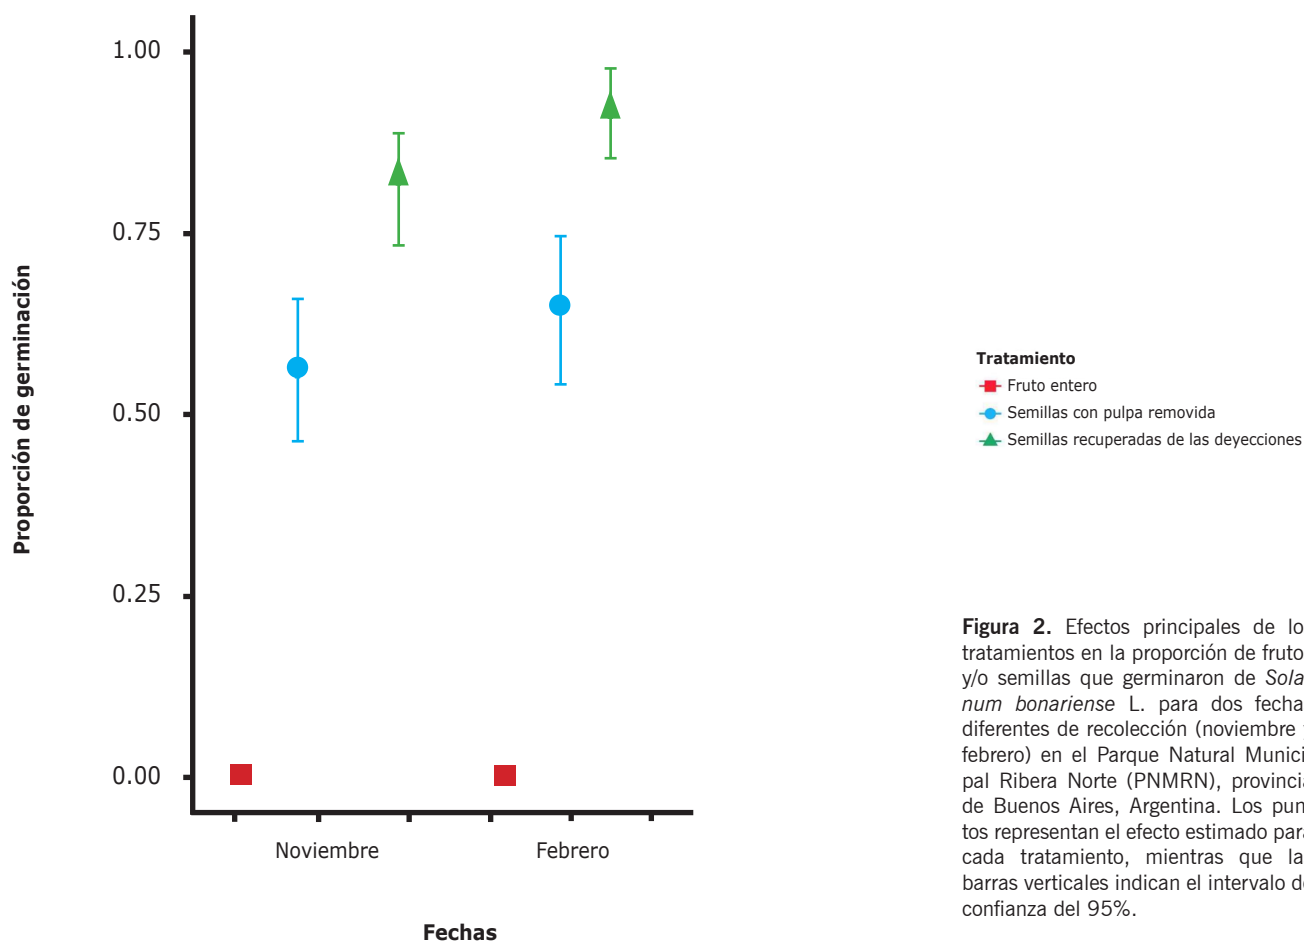 1.00
0.75
0.50
0.25
0.00
Proporción de germinación
Noviembre
Febrero
Fechas
Tratamiento
Fruto entero
Semillas con pulpa removida
Semillas recuperadas de las deyecciones
Figura 2. Efectos principales de lo
tratamientos en la proporción de fruto
y/o semillas que germinaron de Sola
num bonariense L. para dos fecha
diferentes de recolección (noviembre y
febrero) en el Parque Natural Munici
pal Ribera Norte (PNMRN), provincia
de Buenos Aires, Argentina. Los pun
tos representan el efecto estimado para
cada tratamiento, mientras que la
barras verticales indican el intervalo de
confianza del 95%.